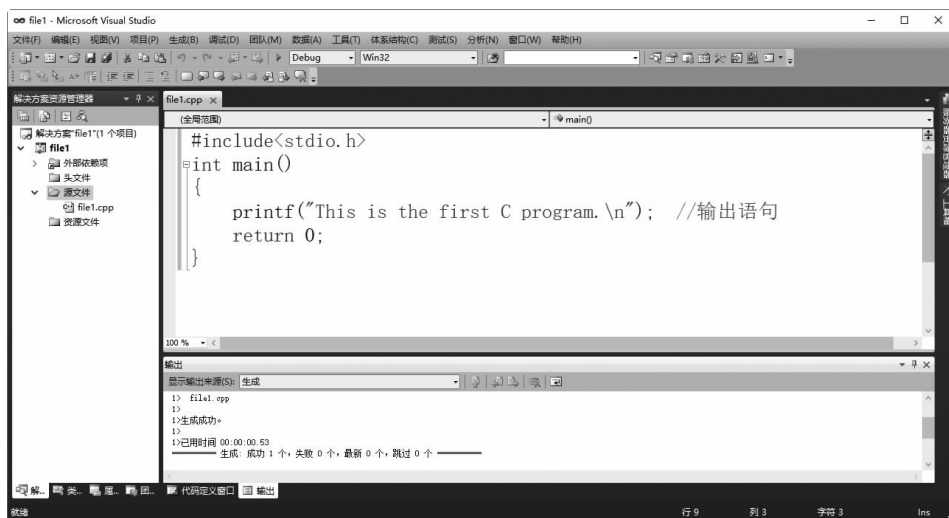 file1 - Microsoft Visual Studio
文件(F) 编辑(E) 视图(V) 项目(P) 生成(B) 调试(D) 团队(M) 数据(A) 工具(T) 体系结构(C) 测试(S) 分析(N) 窗口(W) 帮助(H)
Debug Win32
解决方案资源管理器
解决方案"file1"(1 个项目)
file1
外部依赖项
头文件
源文件
file1.cpp
资源文件
file1.cpp
(全局范围) main()
#include<stdio.h>
int main()
{
printf("This is the first C program.\n"); //输出语句
return 0;
}
100 %
输出
显示输出来源(S): 生成
1> file1.cpp
1>
1>生成成功。
1>
1>已用时间 00:00:00.53
生成: 成功 1 个，失败 0 个，最新 0 个，跳过 0 个
解... 类... 属... 团... 代码定义窗口 输出
就绪 行 9 列 3 字符 3 Ins